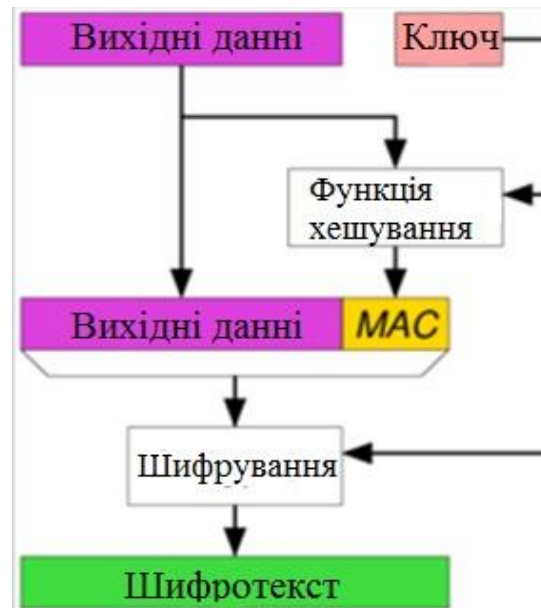 Вихідні данні
Ключ
Функція
хешування
Вихідні данні
MAC
Шифрування
Шифротекст